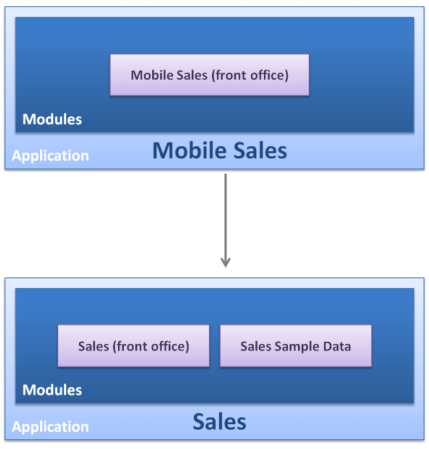 Mobile Sales (front office)
Modules
Application
Mobile Sales
Sales (front office)
Sales Sample Data
Modules
Application
Sales